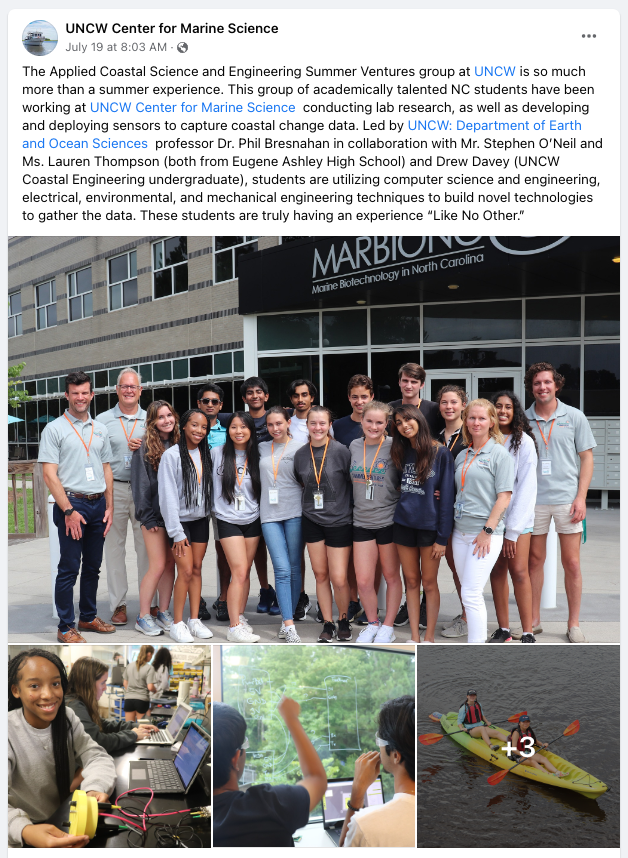 UNCW Center for Marine Science
July 19 at 8:03 AM ·
The Applied Coastal Science and Engineering Summer Ventures group at UNCW is so much
more than a summer experience. This group of academically talented NC students have been
working at UNCW Center for Marine Science conducting lab research, as well as developing
and deploying sensors to capture coastal change data. Led by UNCW: Department of Earth
and Ocean Sciences professor Dr. Phil Bresnahan in collaboration with Mr. Stephen O’Neil and
Ms. Lauren Thompson (both from Eugene Ashley High School) and Drew Davey (UNCW
Coastal Engineering undergraduate), students are utilizing computer science and engineering,
electrical, environmental, and mechanical engineering techniques to build novel technologies
to gather the data. These students are truly having an experience “Like No Other.”
Marine Biotechnology in North Carolina
+3